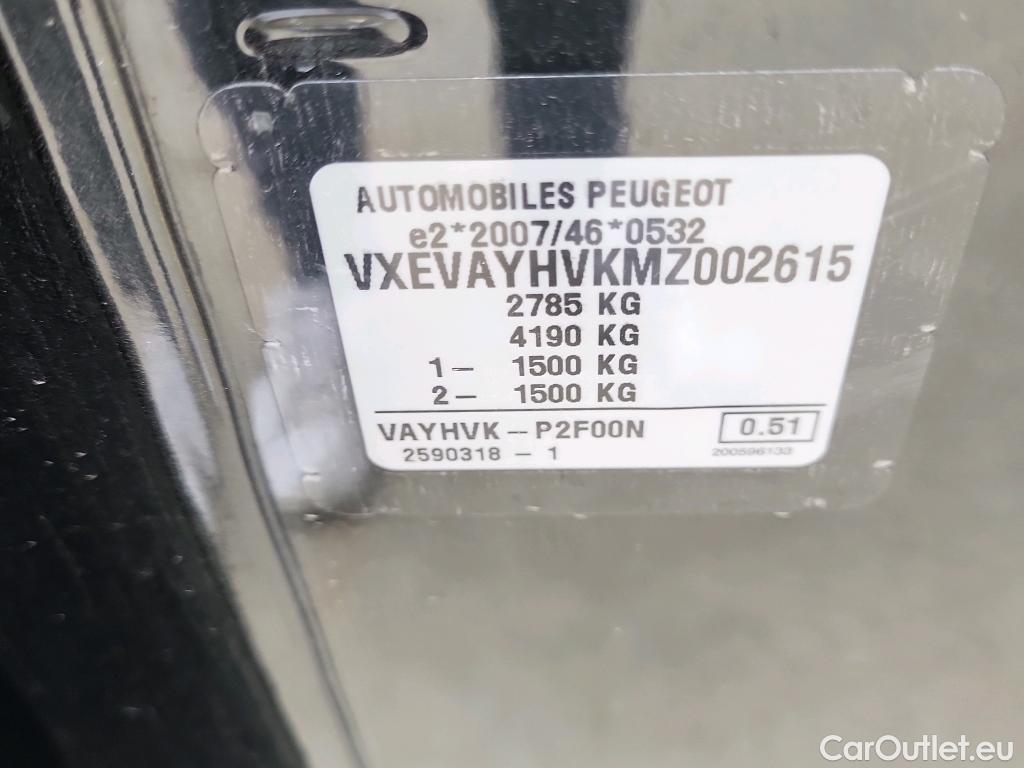 AUTOMOBILES PEUGEOT
e2*2007/46*0532
VXEVAYHVKMZ002615
2785 KG
4190 KG
1- 1500 KG
2- 1500 KG
VAYHVK-P2F00N 0.51
2590318 - 1 200596133
CarOutlet.eu